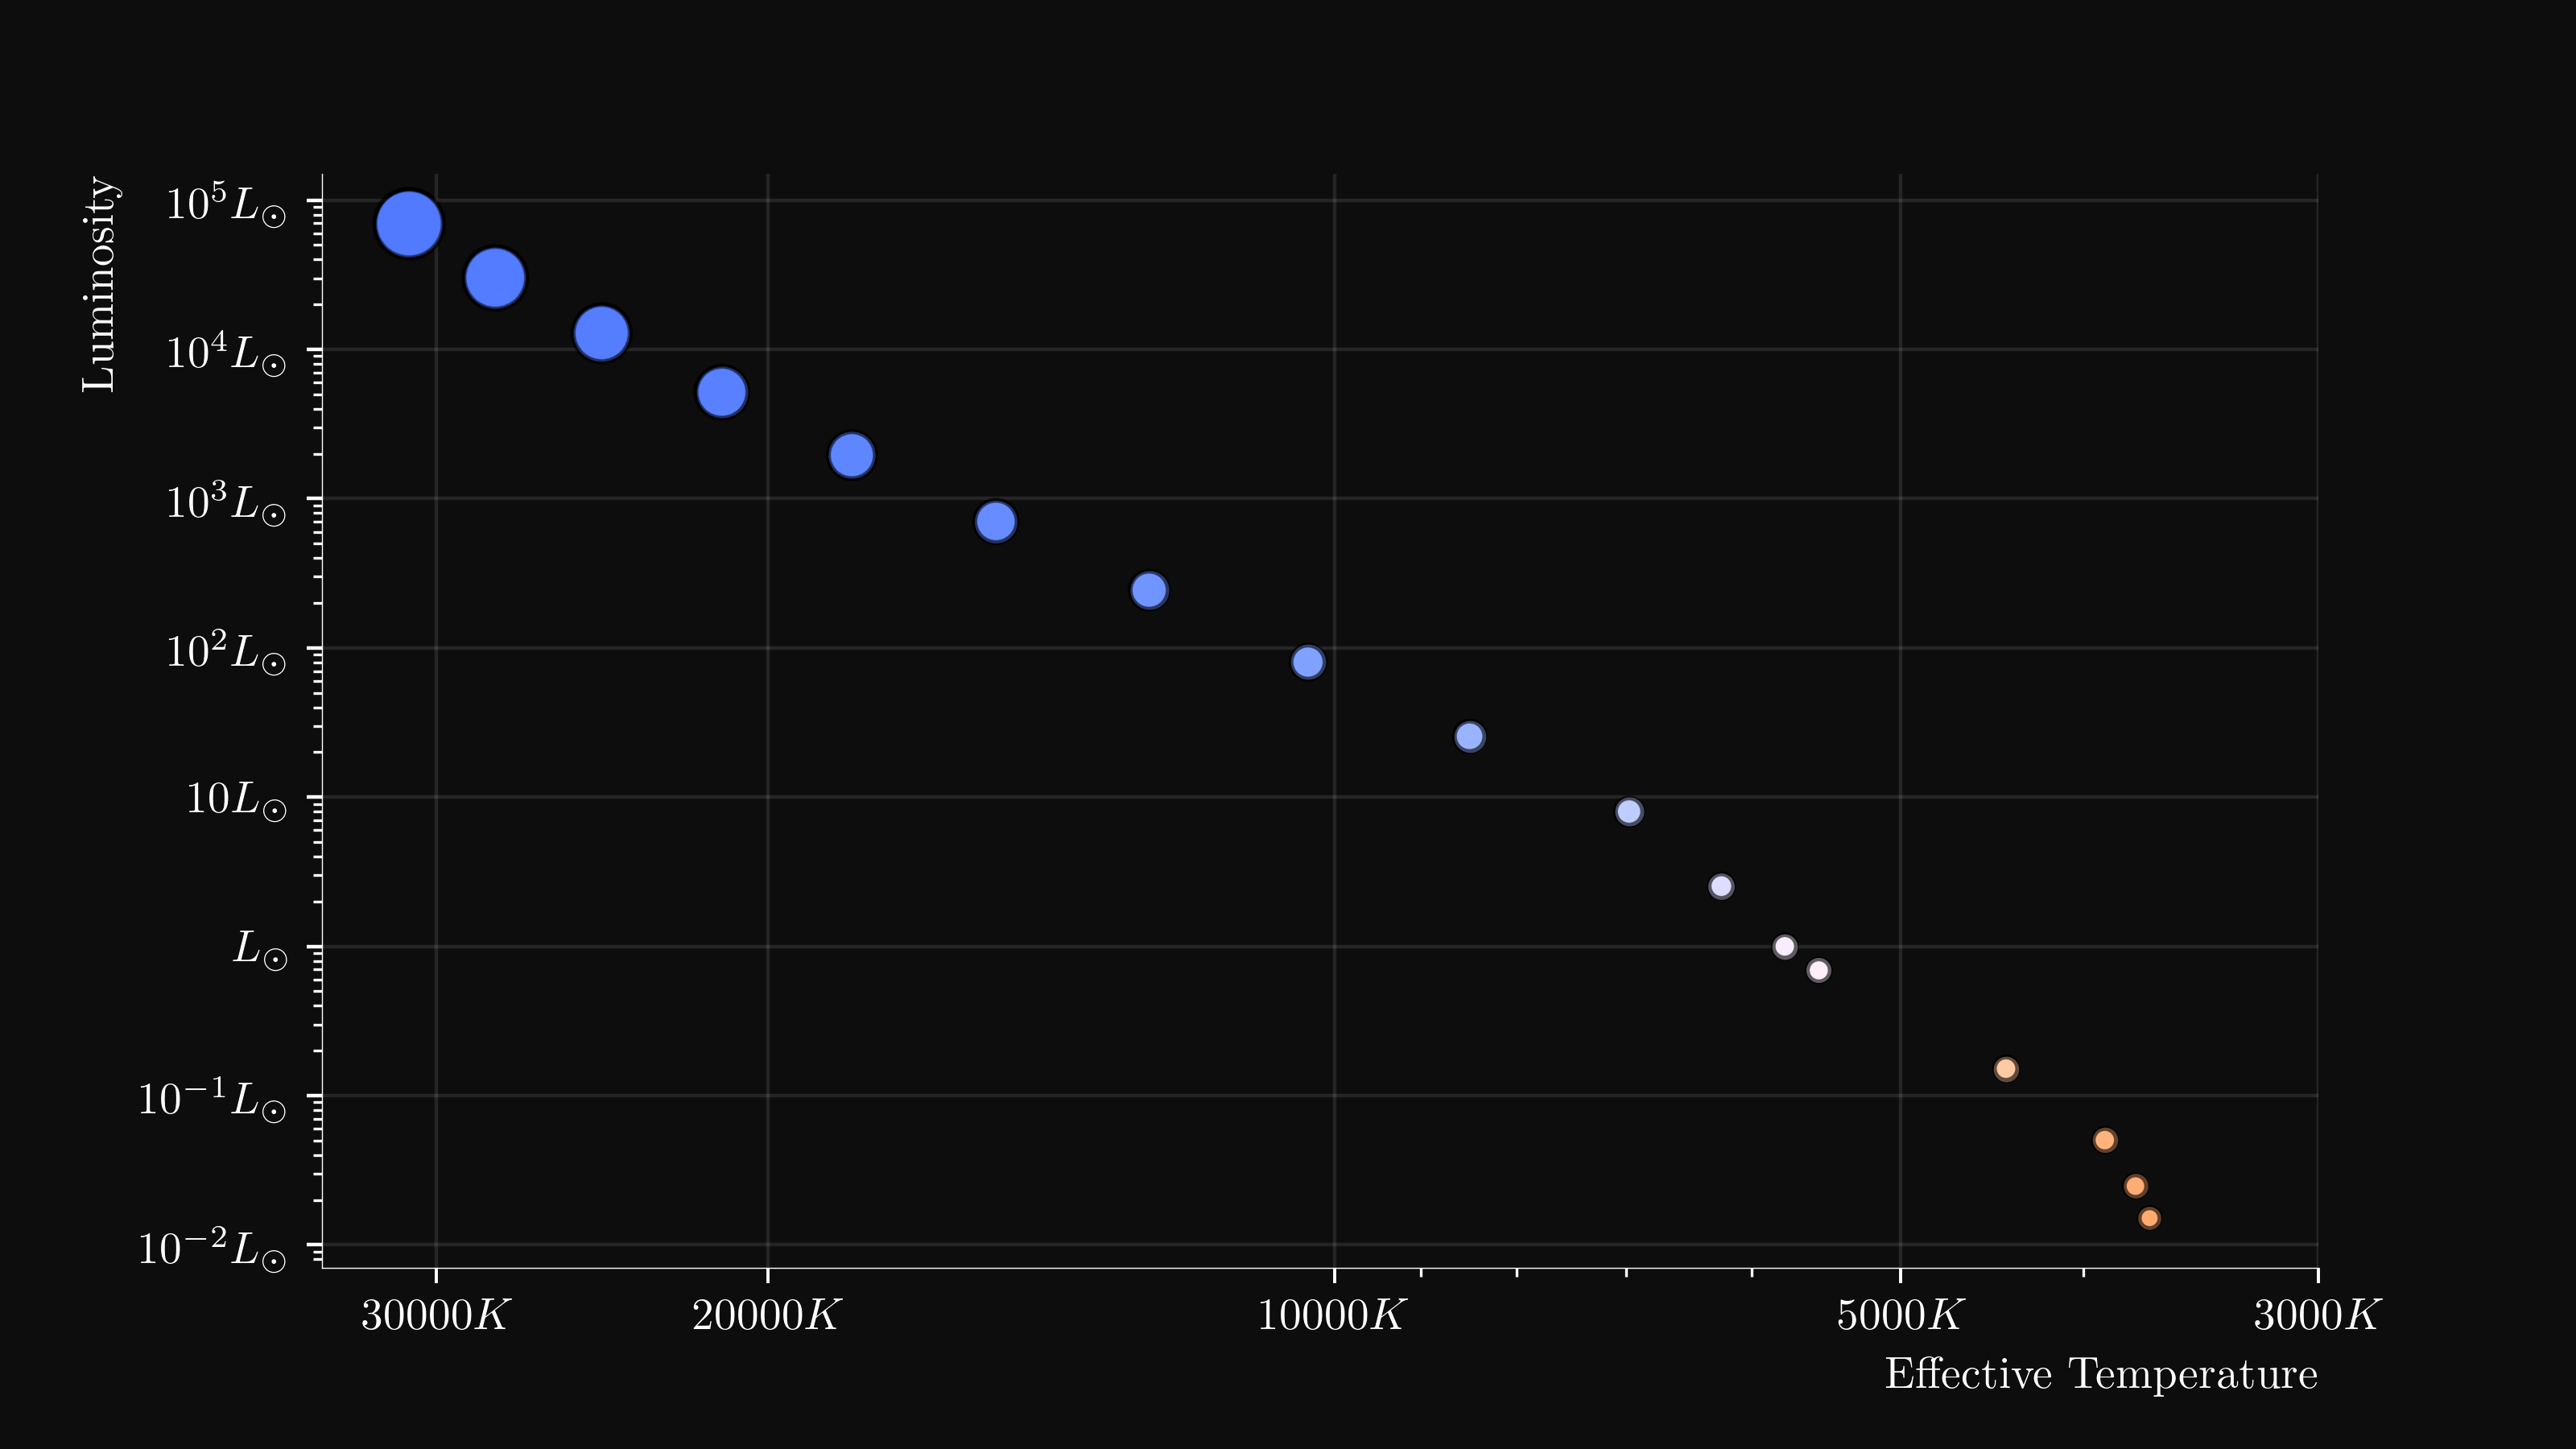 Luminosity
10⁵L☉
10⁴L☉
10³L☉
10²L☉
10L☉
L☉
10⁻¹L☉
10⁻²L☉
30000K 20000K 10000K 5000K 3000K
Effective Temperature